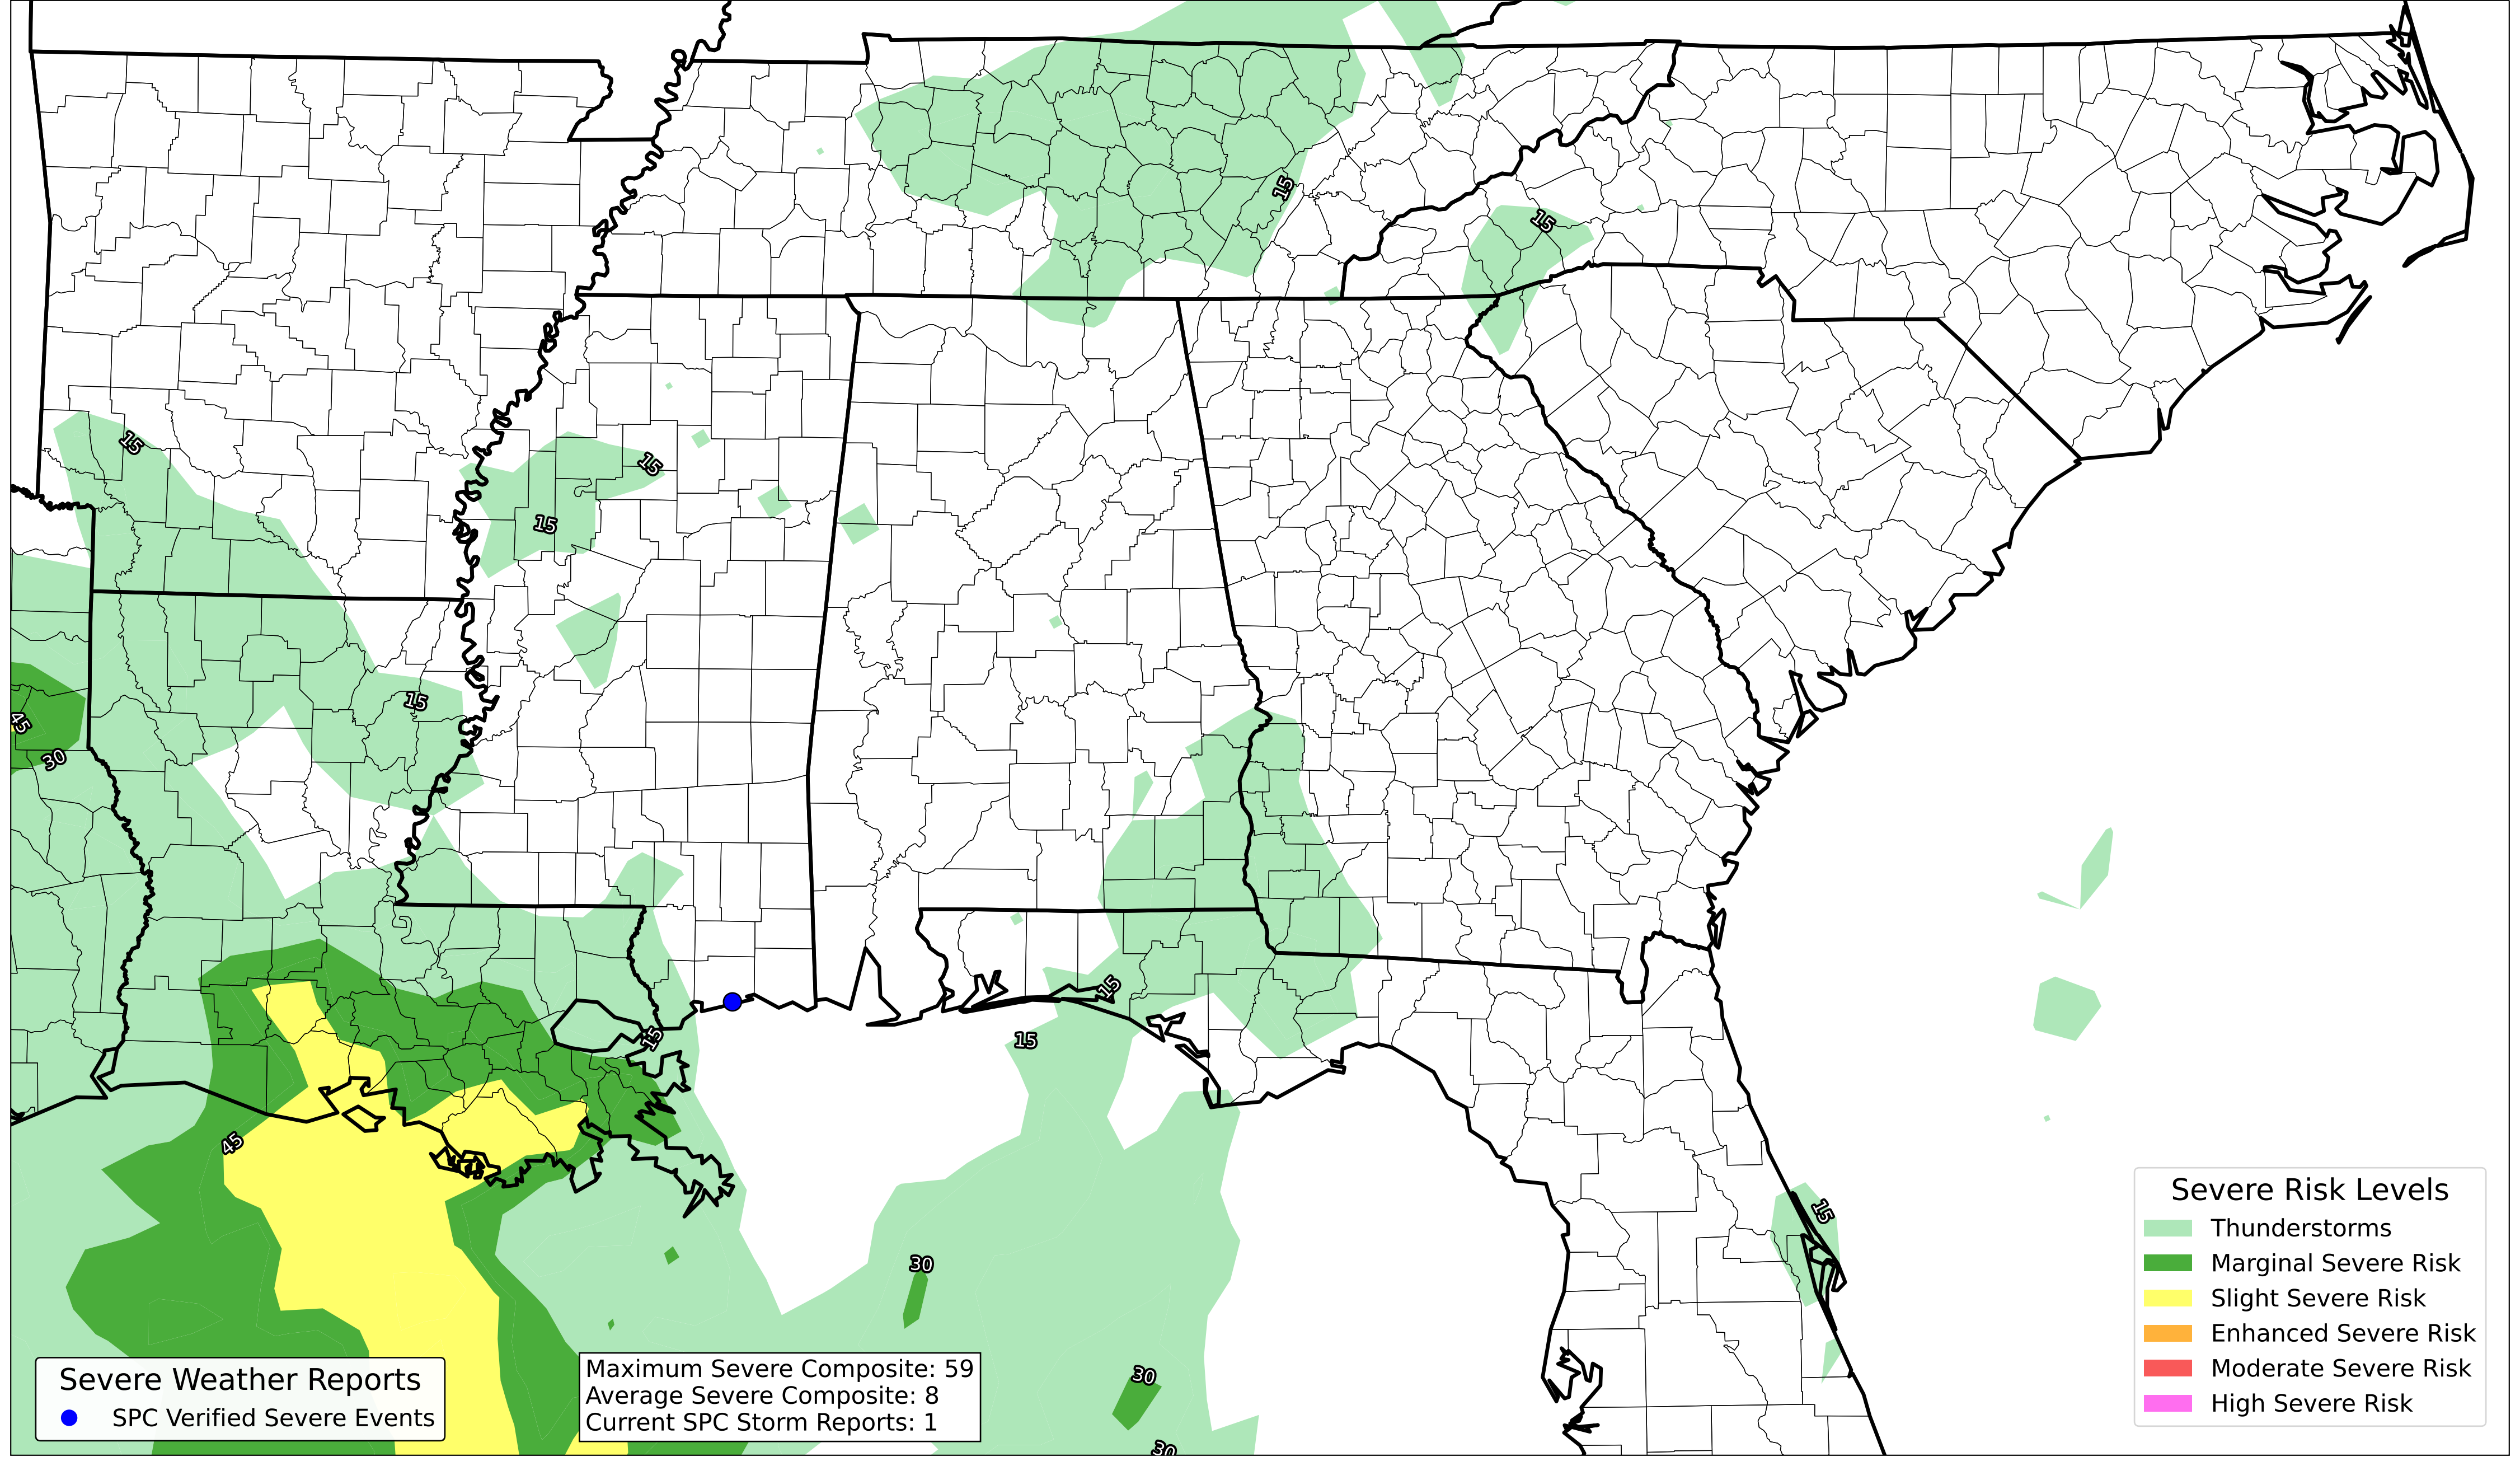 15
15
15
15
15
15
45
30
15
15
15
45
15
30
30
30
Severe Weather Reports
SPC Verified Severe Events
Maximum Severe Composite: 59
Average Severe Composite: 8
Current SPC Storm Reports: 1
Severe Risk Levels
Thunderstorms
Marginal Severe Risk
Slight Severe Risk
Enhanced Severe Risk
Moderate Severe Risk
High Severe Risk